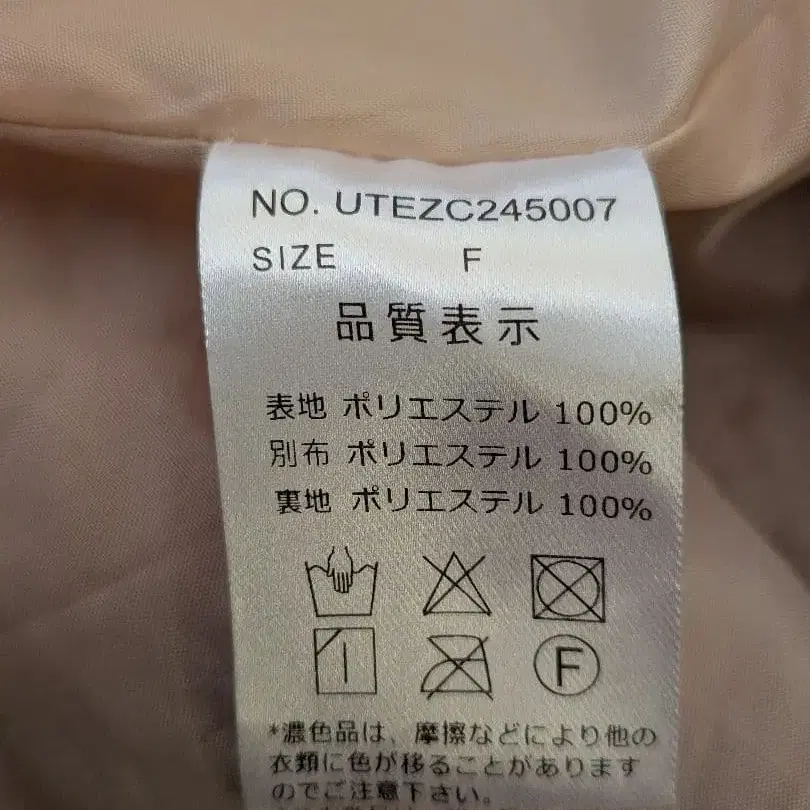 NO. UTEZC245007
SIZE F
品質表示
表地 ポリエステル 100%
別布 ポリエステル 100%
裏地 ポリエステル 100%
F
*濃色品は、摩擦などにより他の
衣類に色が移ることがあります
のでご注意下さい。